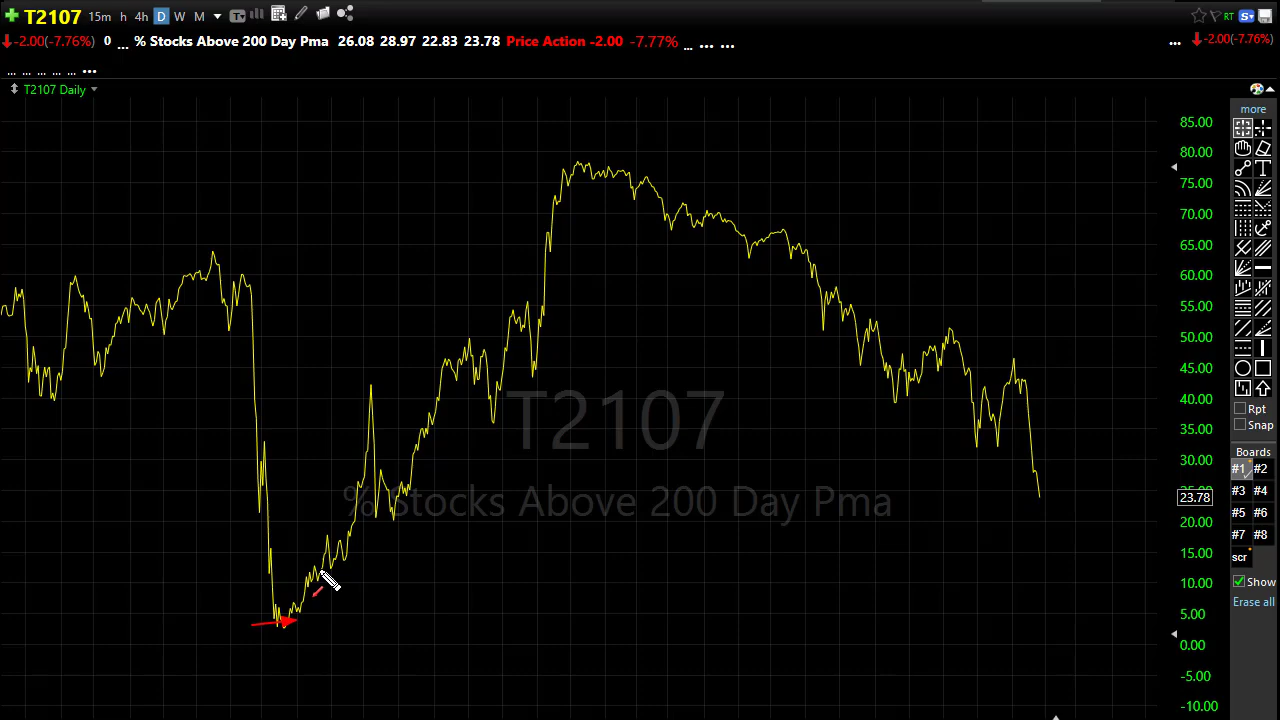 T2107 15m h 4h D W M T RT S
-2.00(-7.76%) 0 ... % Stocks Above 200 Day Pma 26.08 28.97 22.83 23.78 Price Action -2.00 -7.77% ... ... ... ... -2.00(-7.76%)
... ... ... ... ... ...
T2107 Daily
more
85.00
80.00
75.00
70.00
65.00
60.00
55.00
50.00
45.00
40.00
35.00
30.00
23.78
20.00
15.00
10.00
5.00
0.00
-5.00
-10.00
T2107
% Stocks Above 200 Day Pma
T
Rpt
Snap
Boards
#1 #2
#3 #4
#5 #6
#7 #8
scr
Show
Erase all